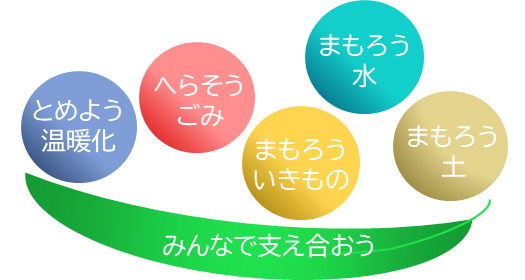 とめよう
温暖化
へらそう
ごみ
まもろう
いきもの
まもろう
水
まもろう
土
みんなで支え合おう